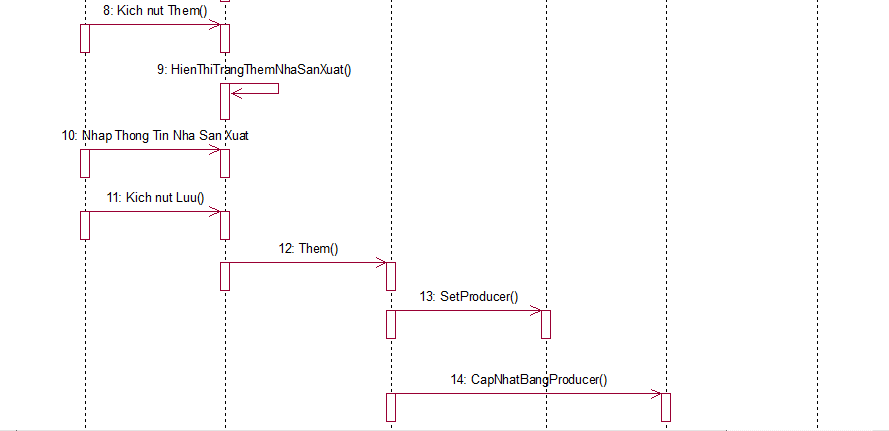 8: Kich nut Them()
9: HienThiTrangThemNhaSanXuat()
10: Nhap Thong Tin Nha San Xuat
11: Kich nut Luu()
12: Them()
13: SetProducer()
14: CapNhatBangProducer()